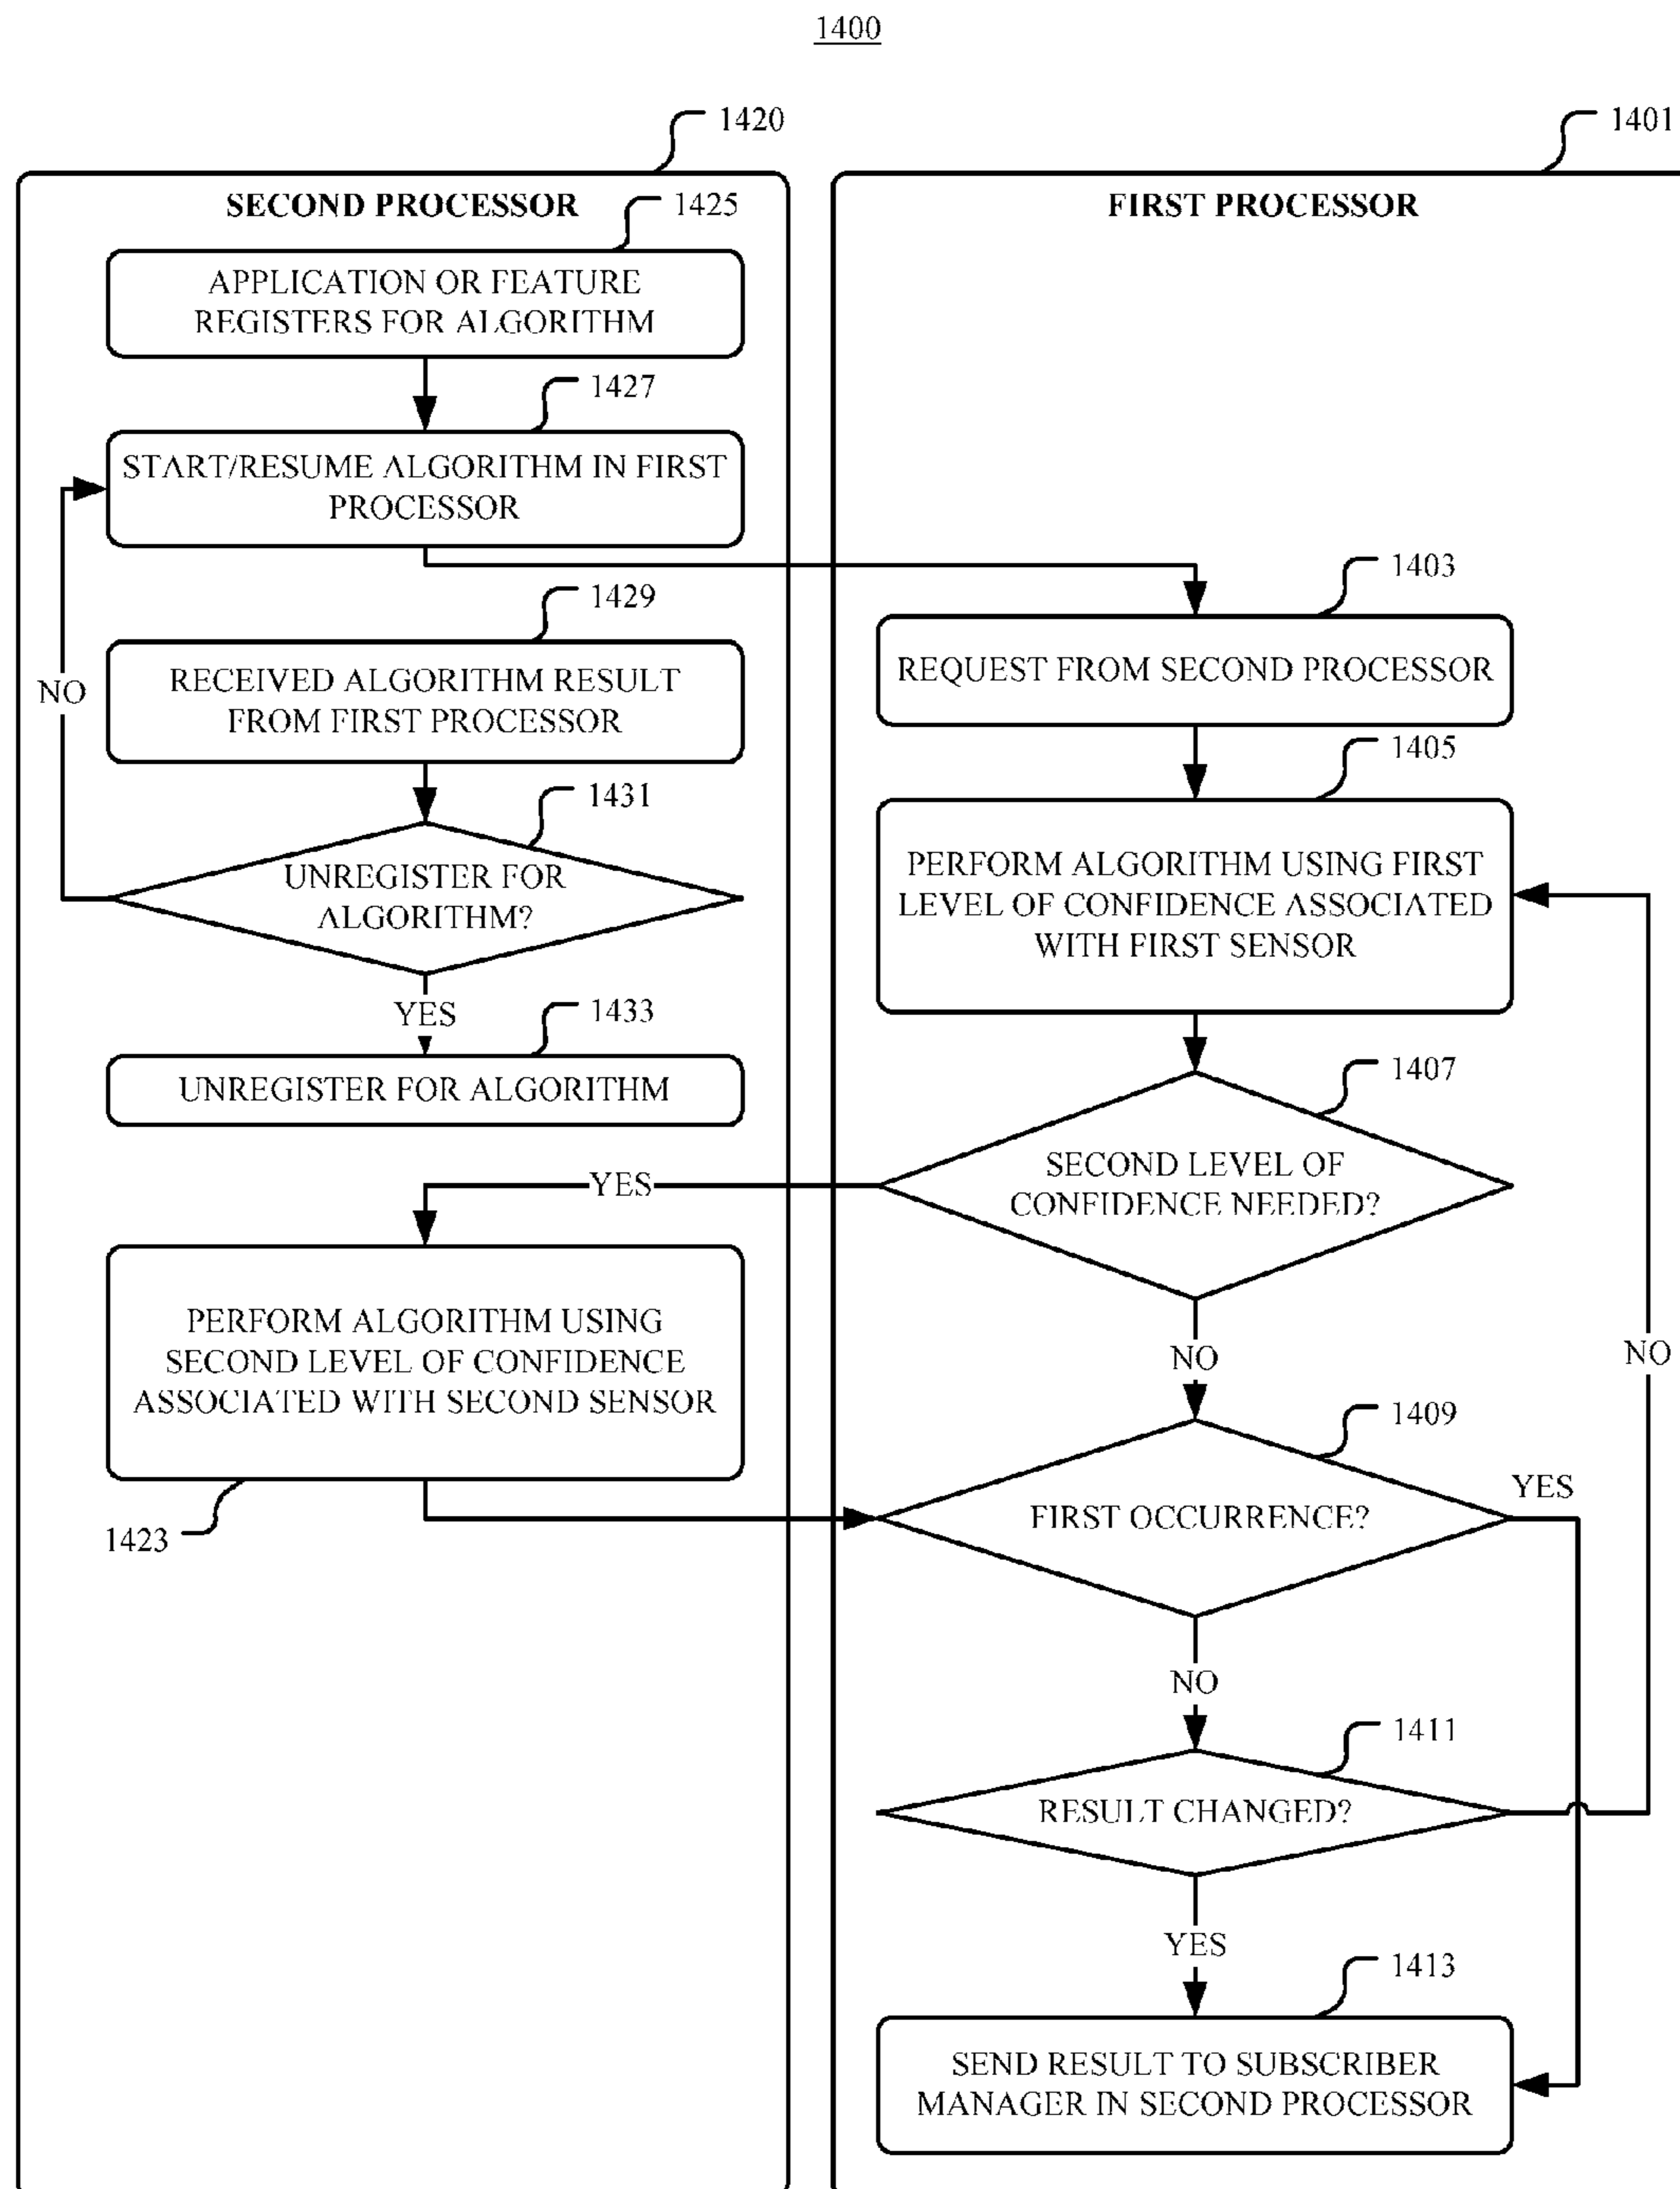 1400
1420
1401
SECOND PROCESSOR
1425
APPLICATION OR FEATURE
REGISTERS FOR ALGORITHM
1427
START/RESUME ALGORITHM IN FIRST
PROCESSOR
1429
RECEIVED ALGORITHM RESULT
FROM FIRST PROCESSOR
NO
1431
UNREGISTER FOR
ALGORITHM?
YES
1433
UNREGISTER FOR ALGORITHM
YES
PERFORM ALGORITHM USING
SECOND LEVEL OF CONFIDENCE
ASSOCIATED WITH SECOND SENSOR
1423
FIRST PROCESSOR
1403
REQUEST FROM SECOND PROCESSOR
1405
PERFORM ALGORITHM USING FIRST
LEVEL OF CONFIDENCE ASSOCIATED
WITH FIRST SENSOR
1407
SECOND LEVEL OF
CONFIDENCE NEEDED?
NO
NO
1409
YES
FIRST OCCURRENCE?
NO
1411
RESULT CHANGED?
YES
1413
SEND RESULT TO SUBSCRIBER
MANAGER IN SECOND PROCESSOR